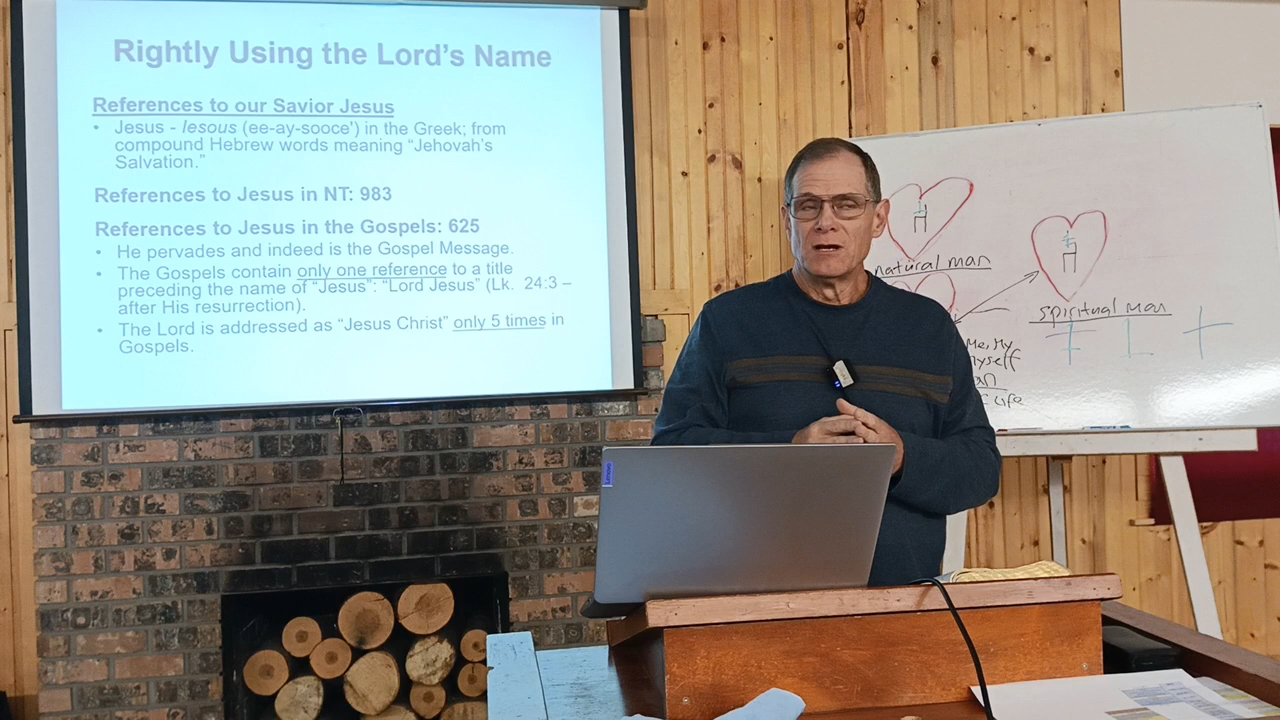 Rightly Using the Lord's Name
References to our Savior Jesus
• Jesus - Iesous (ee-ay-sooce') in the Greek; from
compound Hebrew words meaning "Jehovah's
Salvation."
References to Jesus in NT: 983
References to Jesus in the Gospels: 625
• He pervades and indeed is the Gospel Message.
• The Gospels contain only one reference to a title
preceding the name of "Jesus": "Lord Jesus" (Lk. 24:3 –
after His resurrection).
• The Lord is addressed as "Jesus Christ" only 5 times in
Gospels.
natural man
spiritual man
Me, My
Myself
Life
Lenovo